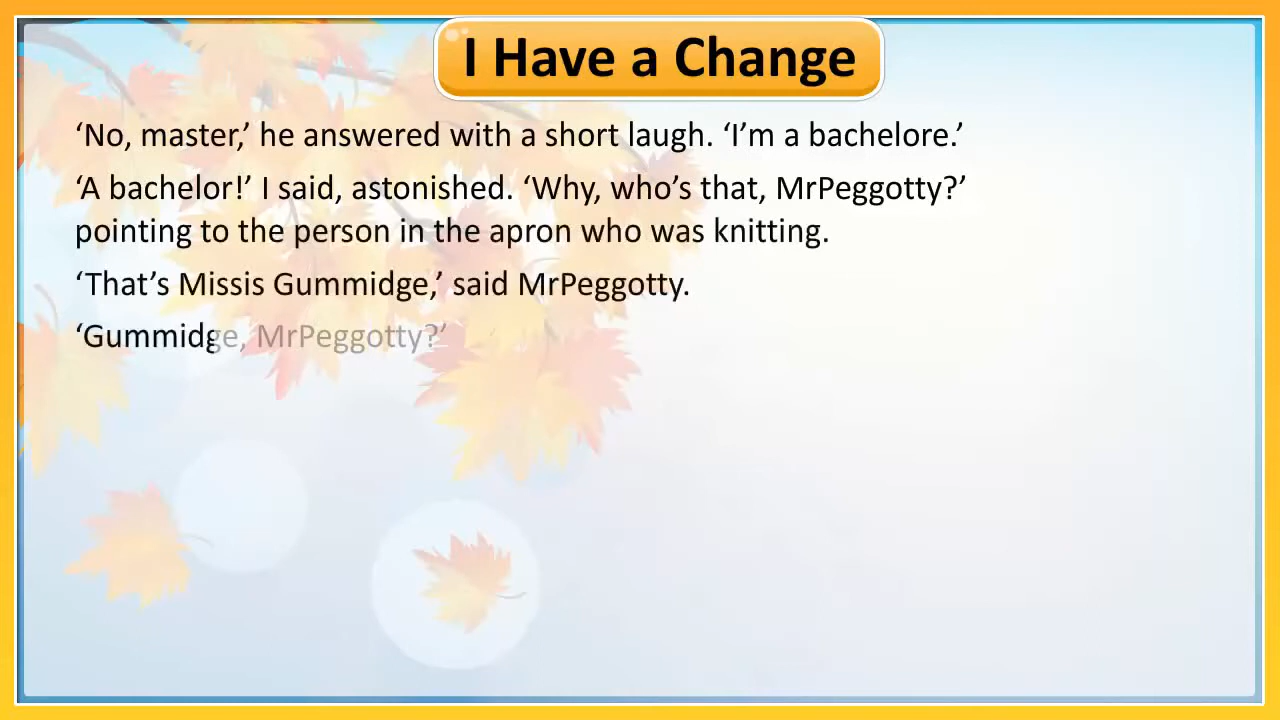 I Have a Change
‘No, master,’ he answered with a short laugh. ‘I’m a bachelore.’
‘A bachelor!’ I said, astonished. ‘Why, who’s that, MrPeggotty?’
pointing to the person in the apron who was knitting.
‘That’s Missis Gummidge,’ said MrPeggotty.
‘Gummidge, MrPeggotty?’